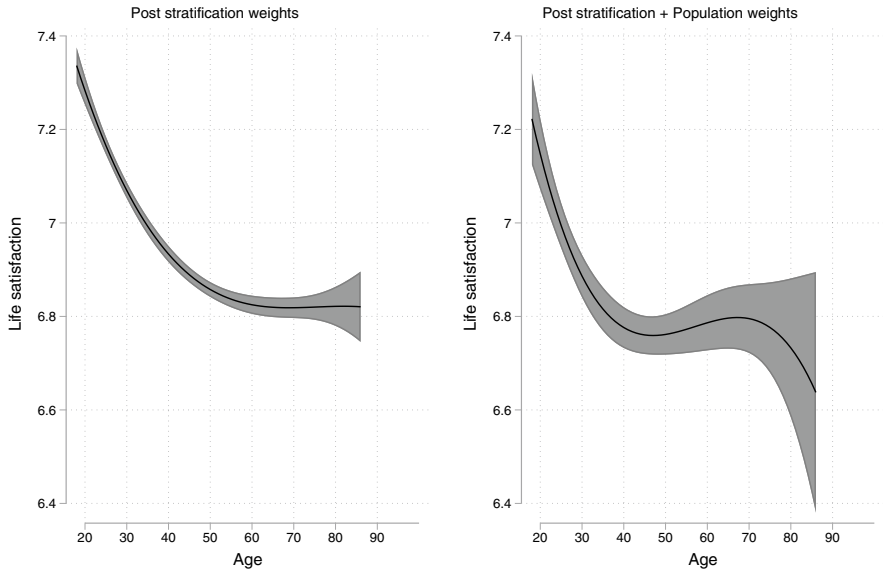 Post stratification weights
7.4
7.2
7
6.8
6.6
6.4
Life satisfaction
20 30 40 50 60 70 80 90
Age
Post stratification + Population weights
7.4
7.2
7
6.8
6.6
6.4
Life satisfaction
20 30 40 50 60 70 80 90
Age